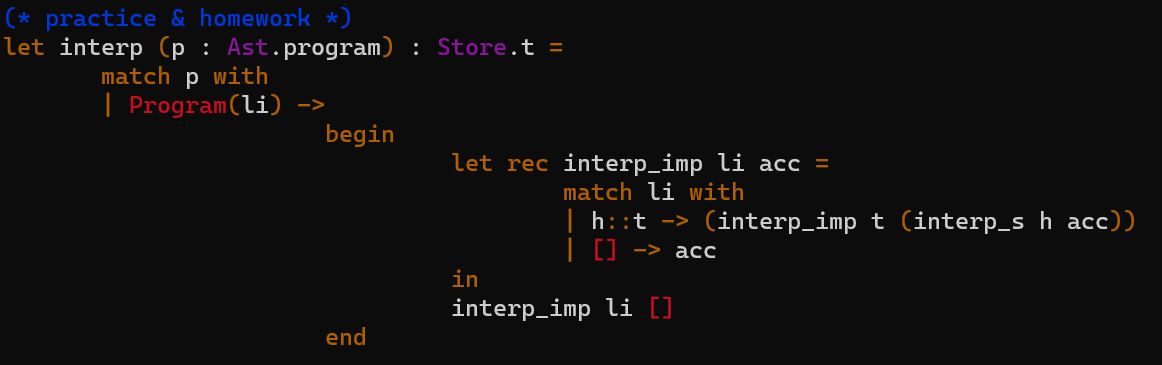 (* practice & homework *)
let interp (p : Ast.program) : Store.t =
        match p with
        | Program(li) ->
                        begin
                                let rec interp_imp li acc =
                                        match li with
                                        | h::t -> (interp_imp t (interp_s h acc))
                                        | [] -> acc
                                in
                                interp_imp li []
                        end